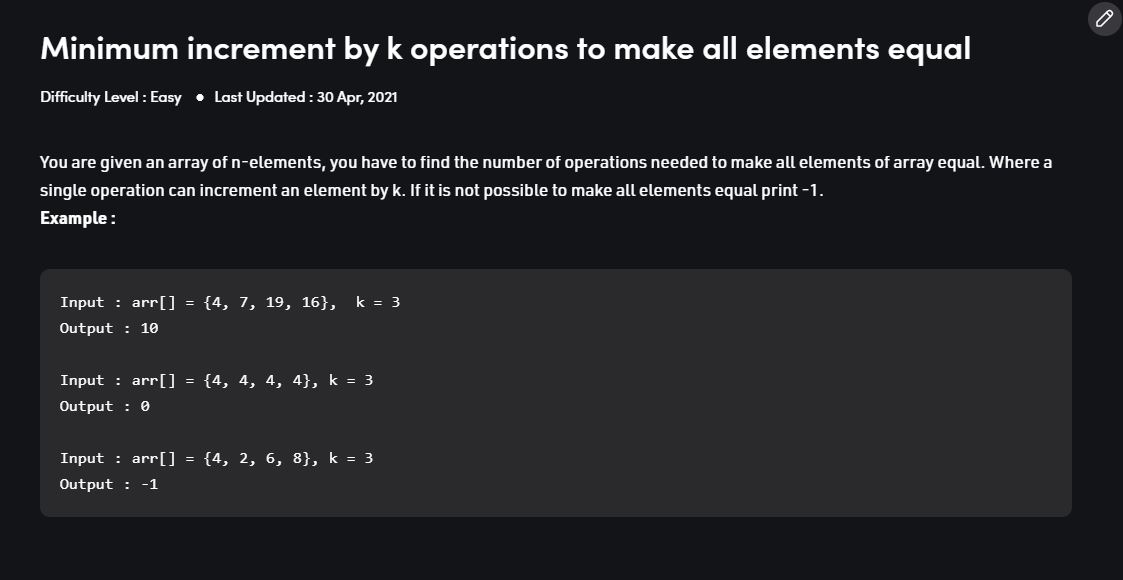 Minimum increment by k operations to make all elements equal
Difficulty Level : Easy ● Last Updated : 30 Apr, 2021
You are given an array of n-elements, you have to find the number of operations needed to make all elements of array equal. Where a
single operation can increment an element by k. If it is not possible to make all elements equal print -1.
Example :
Input : arr[] = {4, 7, 19, 16},  k = 3
Output : 10
Input : arr[] = {4, 4, 4, 4}, k = 3
Output : 0
Input : arr[] = {4, 2, 6, 8}, k = 3
Output : -1